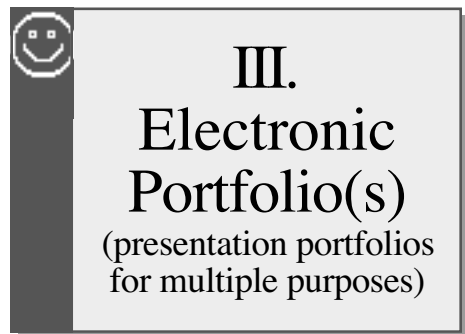 III.
Electronic
Portfolio(s)
(presentation portfolios
for multiple purposes)